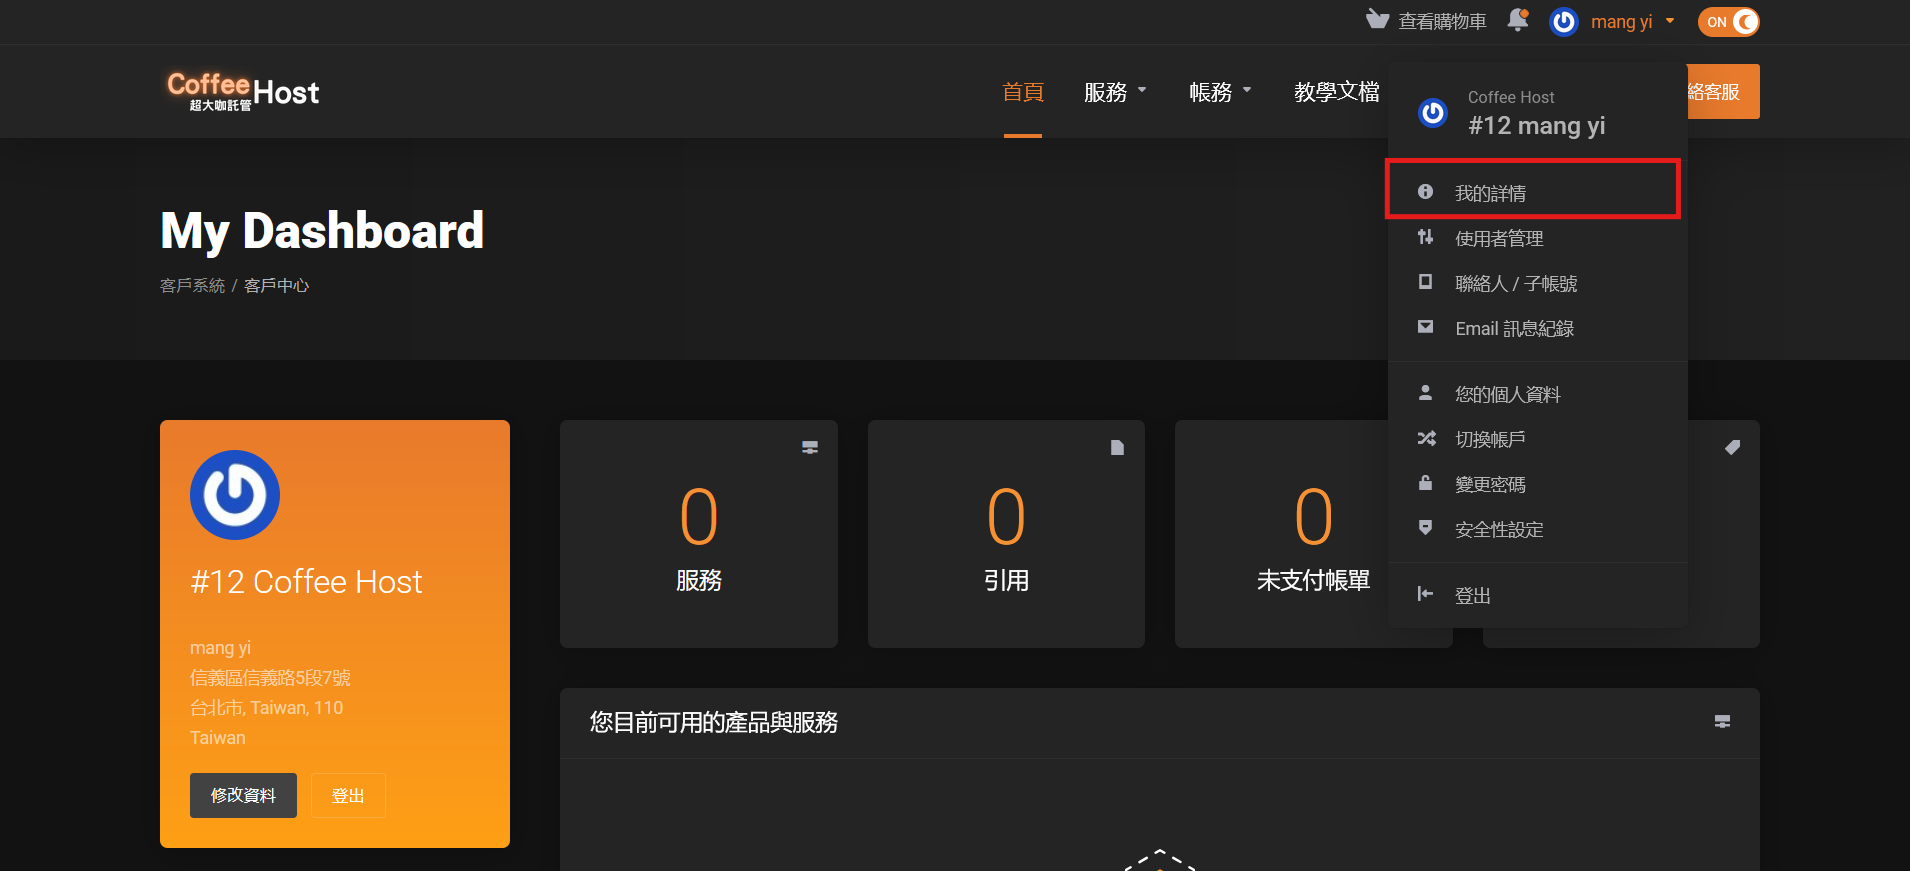 查看購物車
mang yi
ON
Coffee Host
超大咖託管
首頁
服務
帳務
教學文檔
絡客服
Coffee Host
#12 mang yi
我的詳情
使用者管理
聯絡人 / 子帳號
Email 訊息紀錄
您的個人資料
切換帳戶
變更密碼
安全性設定
登出
My Dashboard
客戶系統 / 客戶中心
#12 Coffee Host
mang yi
信義區信義路5段7號
台北市, Taiwan, 110
Taiwan
修改資料
登出
0
服務
0
引用
0
未支付帳單
您目前可用的產品與服務